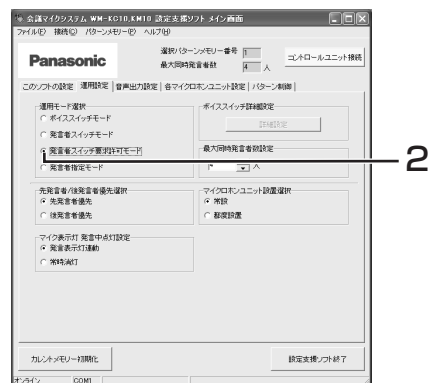 会議マイクシステム WM-KC10,KM10 設定支援ソフト メイン画面
ファイル(F) 接続(C) パターンメモリー(P) ヘルプ(H)
Panasonic
選択パターンメモリー番号 1
最大同時発言者数 4 人
コントロールユニット接続
このソフトの設定 運用設定 音声出力設定 各マイクロホンユニット設定 パターン制御
運用モード選択
ボイススイッチモード
発言者スイッチモード
発言者スイッチ要求許可モード
発言者指定モード
ボイススイッチ詳細設定
詳細設定
最大同時発言者数設定
人
2
先発言者/後発言者優先選択
先発言者優先
後発言者優先
マイクロホンユニット設置選択
常設
都度設置
マイク表示灯 発言中点灯設定
発言表示灯連動
常時消灯
カレントメモリー初期化
設定支援ソフト終了
オンライン COM1